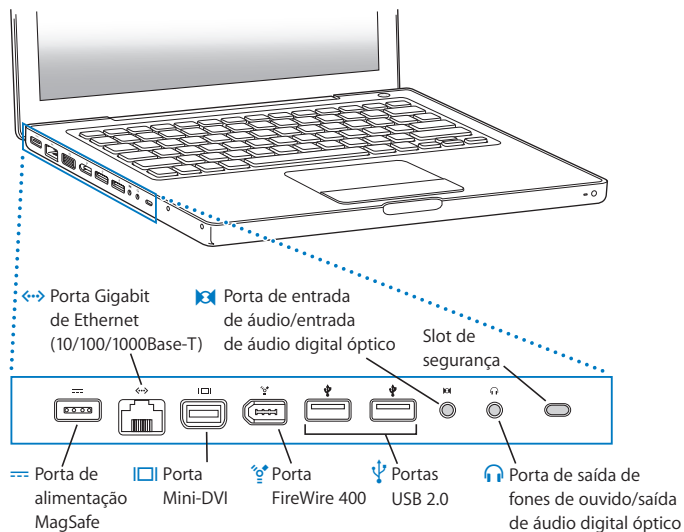 Porta Gigabit
de Ethernet
(10/100/1000Base-T)
Porta de entrada
de áudio/entrada
de áudio digital óptico
Slot de
segurança
Porta de
alimentação
MagSafe
Porta
Mini-DVI
Porta
FireWire 400
Portas
USB 2.0
Porta de saída de
fones de ouvido/saída
de áudio digital óptico